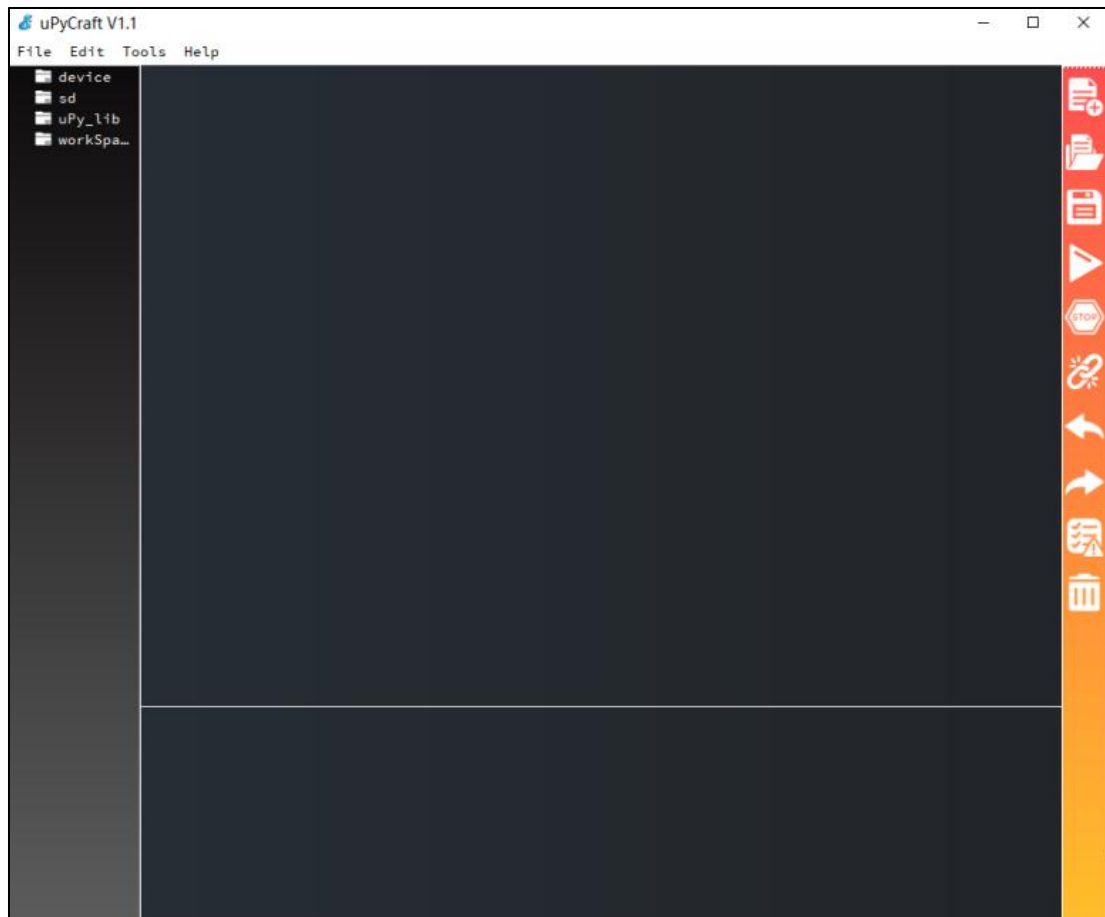 uPyCraft V1.1
File Edit Tools Help
device
sd
uPy_lib
workSpa…
STOP